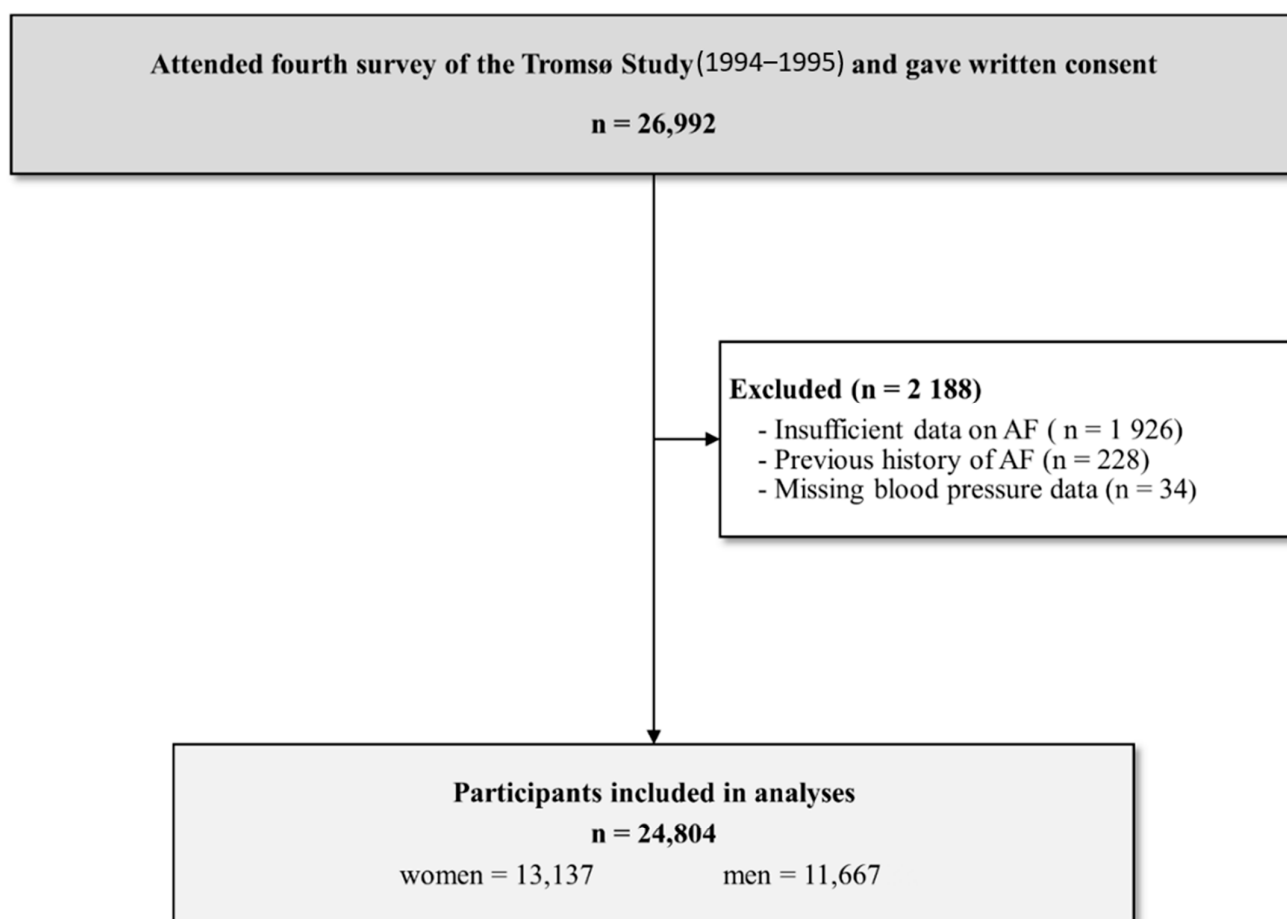 Attended fourth survey of the Tromsø Study (1994–1995) and gave written consent
n = 26,992
Excluded (n = 2 188)
- Insufficient data on AF ( n = 1 926)
- Previous history of AF (n = 228)
- Missing blood pressure data (n = 34)
Participants included in analyses
n = 24,804
women = 13,137 men = 11,667